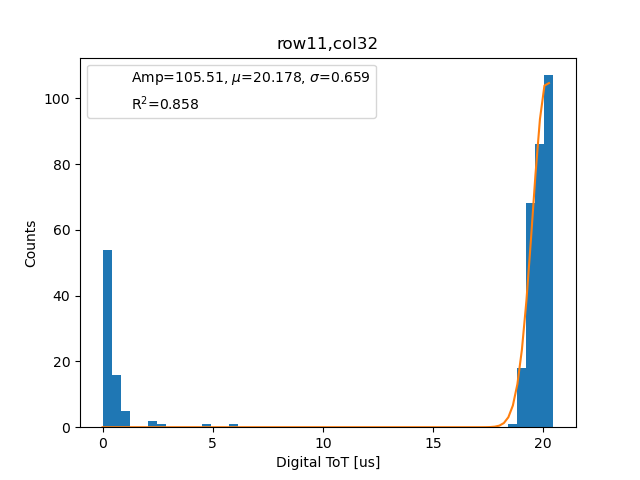 row11,col32
Amp=105.51, μ=20.178, σ=0.659
R²=0.858
Counts
100
80
60
40
20
0
0 5 10 15 20
Digital ToT [us]